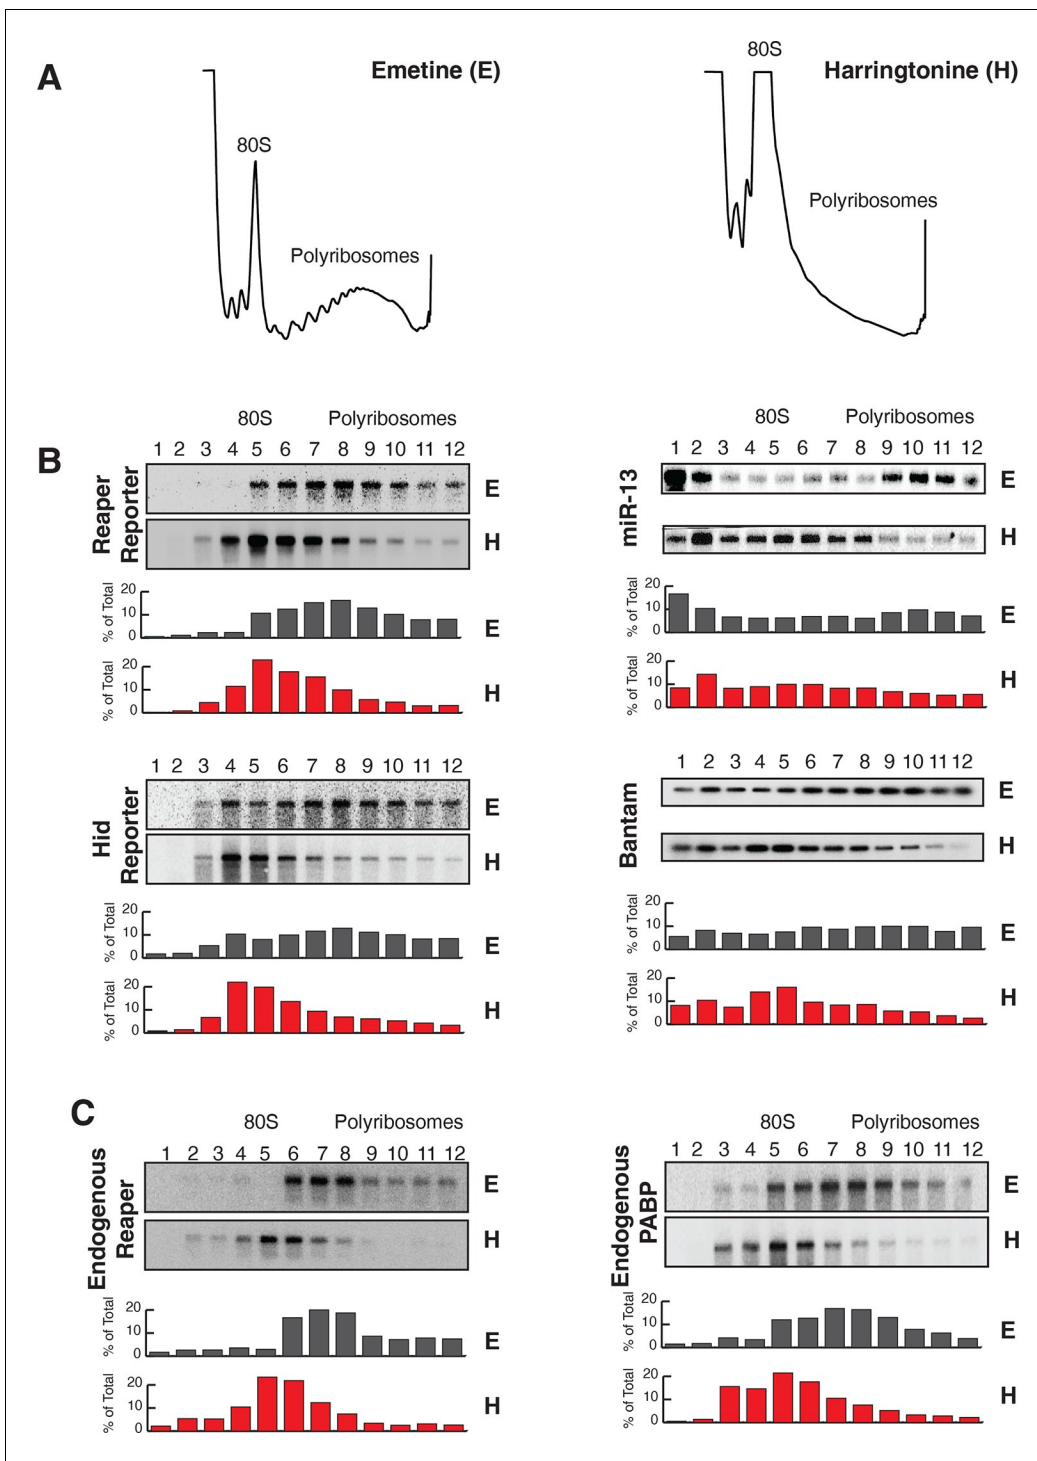 A
Emetine (E)
80S
Polyribosomes
80S
Harringtonine (H)
Polyribosomes
B
80S
Polyribosomes
1 2 3 4 5 6 7 8 9 10 11 12
Reaper
Reporter
E
H
% of Total
20
10
0
E
% of Total
20
10
0
H
1 2 3 4 5 6 7 8 9 10 11 12
Hid
Reporter
E
H
% of Total
20
10
0
E
% of Total
20
10
0
H
80S
Polyribosomes
1 2 3 4 5 6 7 8 9 10 11 12
miR-13
E
H
% of Total
20
10
0
E
% of Total
20
10
0
H
1 2 3 4 5 6 7 8 9 10 11 12
Bantam
E
H
% of Total
20
10
0
E
% of Total
20
10
0
H
C
80S
Polyribosomes
1 2 3 4 5 6 7 8 9 10 11 12
Endogenous
Reaper
E
H
% of Total
20
10
0
E
% of Total
20
10
0
H
80S
Polyribosomes
1 2 3 4 5 6 7 8 9 10 11 12
Endogenous
PABP
E
H
% of Total
20
10
0
E
% of Total
20
10
0
H